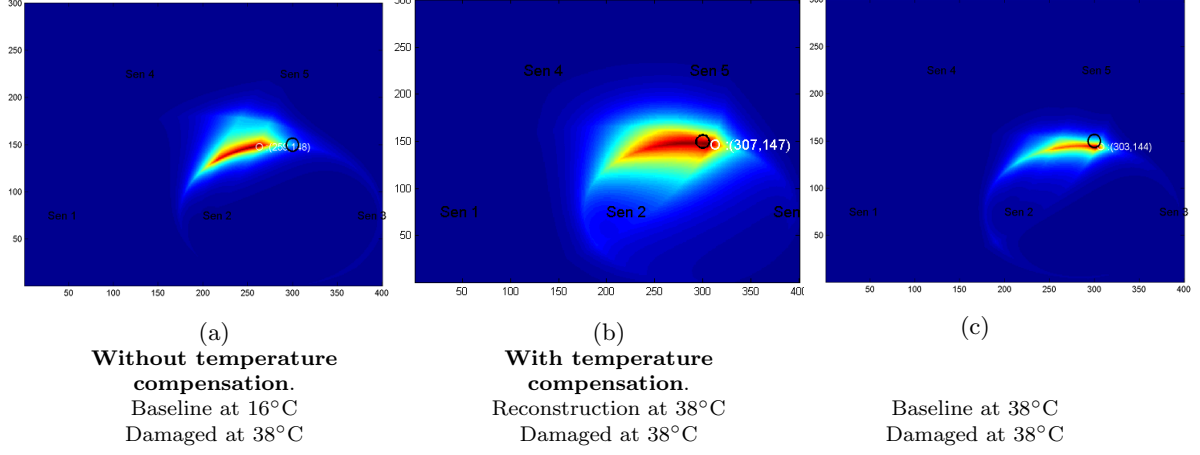 300
250
200
150
100
50
Sen 4
Sen 5
Sen 1
Sen 2
Sen 3
50 100 150 200 250 300 350 400
300
250
200
150
100
50
Sen 4
Sen
(307,147)
Sen 1
Sen 2
Sen
50 100 150 200 250 300 350
300
250
200
150
100
50
Sen 4
Sen 5
(303,144)
Sen 1
Sen 2
Sen 3
50 100 150 200 250 300 350 400
(a)
Without temperature
compensation.
Baseline at 16°C
Damaged at 38°C
(b)
With temperature
compensation.
Reconstruction at 38°C
Damaged at 38°C
(c)
Baseline at 38°C
Damaged at 38°C